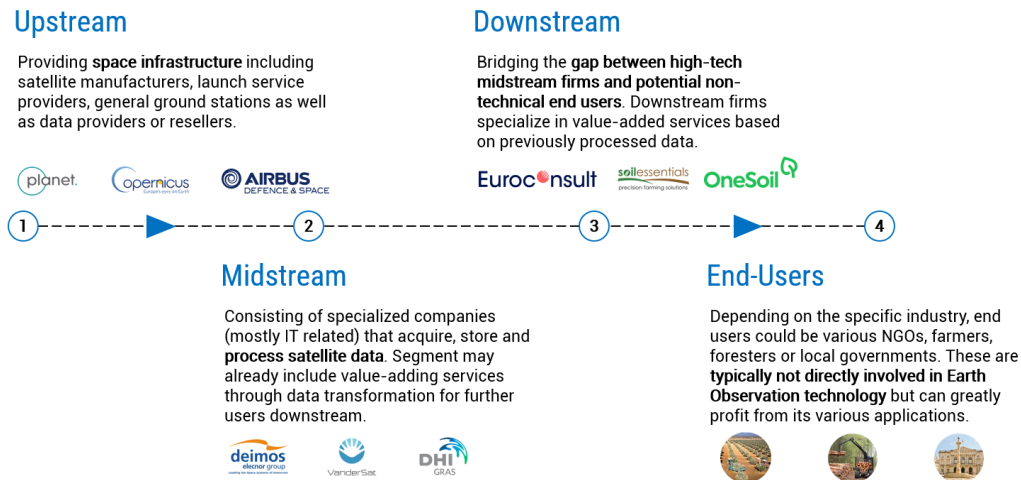 Upstream
Providing space infrastructure including
satellite manufacturers, launch service
providers, general ground stations as well
as data providers or resellers.
planet.
Copernicus
Europe's eyes on Earth
AIRBUS
DEFENCE & SPACE
Downstream
Bridging the gap between high-tech
midstream firms and potential non-
technical end users. Downstream firms
specialize in value-added services based
on previously processed data.
Euroconsult
soilessentials
precision farming solutions
OneSoil
1
2
3
4
Midstream
Consisting of specialized companies
(mostly IT related) that acquire, store and
process satellite data. Segment may
already include value-adding services
through data transformation for further
users downstream.
deimos
elecnor group
VanderSat
DHI
GRAS
End-Users
Depending on the specific industry, end
users could be various NGOs, farmers,
foresters or local governments. These are
typically not directly involved in Earth
Observation technology but can greatly
profit from its various applications.